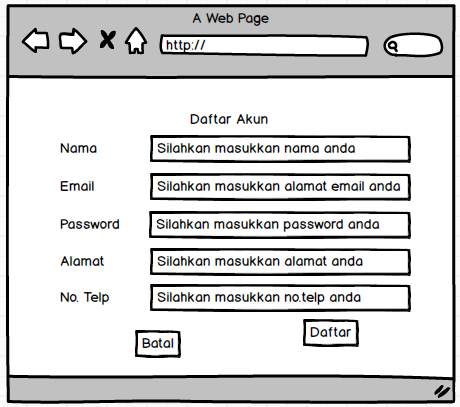 A Web Page
http://
Daftar Akun
Nama Silahkan masukkan nama anda
Email Silahkan masukkan alamat email anda
Password Silahkan masukkan password anda
Alamat Silahkan masukkan alamat anda
No. Telp Silahkan masukkan no.telp anda
Batal Daftar